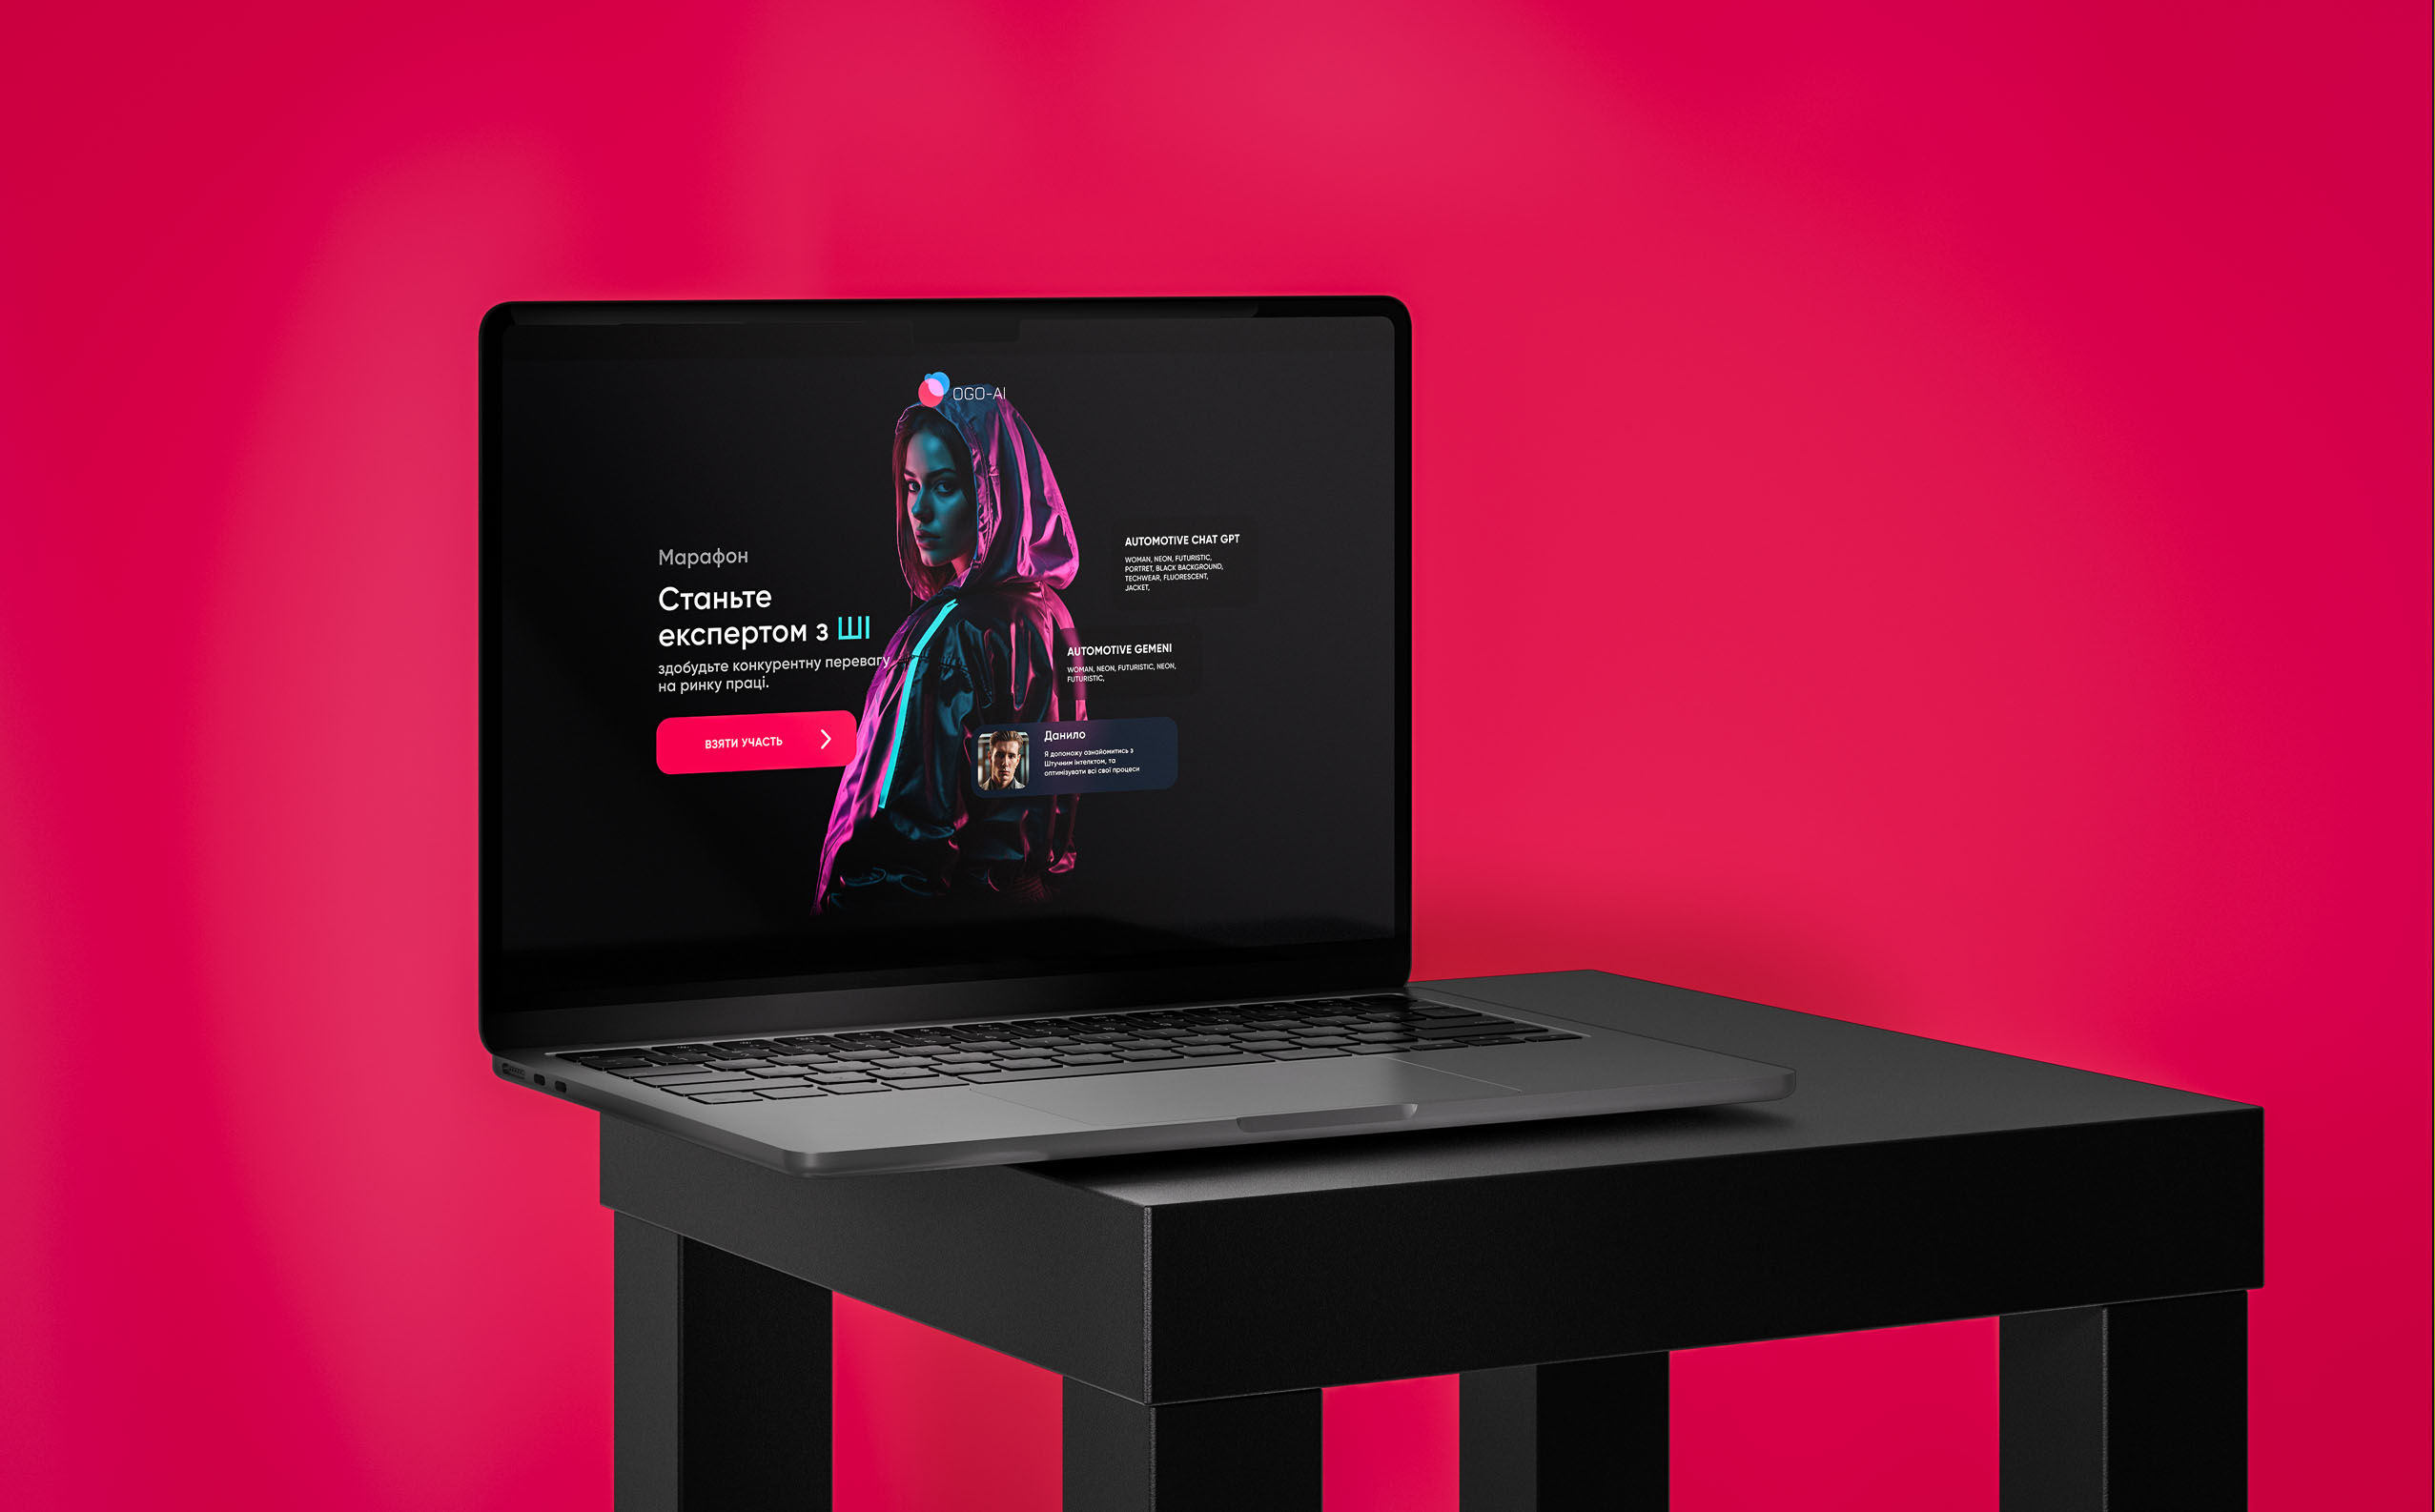 OGO-AI
Марафон
Станьте
експертом з ШІ
здобудьте конкурентну перевагу
на ринку праці.
ВЗЯТИ УЧАСТЬ
AUTOMOTIVE CHAT GPT
WOMAN, NEON, FUTURISTIC,
PORTRET, BLACK BACKGROUND,
TECHWEAR, FLUORESCENT,
JACKET,
AUTOMOTIVE GEMENI
WOMAN, NEON, FUTURISTIC, NEON,
FUTURISTIC,
Данило
Я допоможу ознайомитись з
Штучним інтелктом, та
оптимізувати всі свої процеси